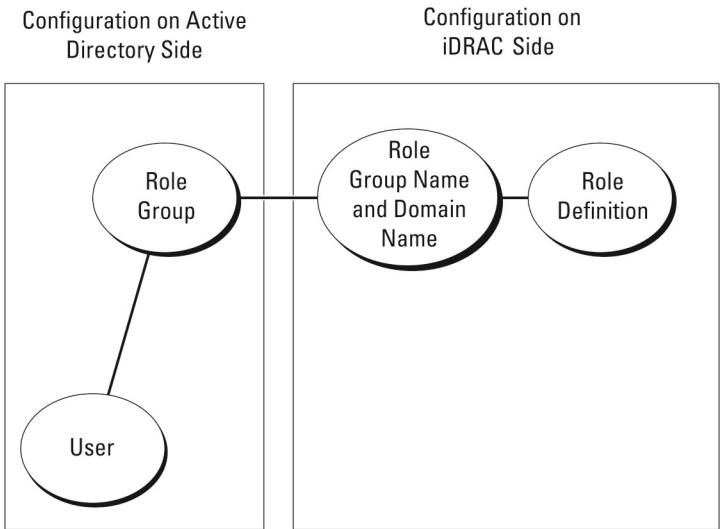 Configuration on Active
Directory Side
Configuration on
iDRAC Side
Role
Group
Role
Group Name
and Domain
Name
Role
Definition
User